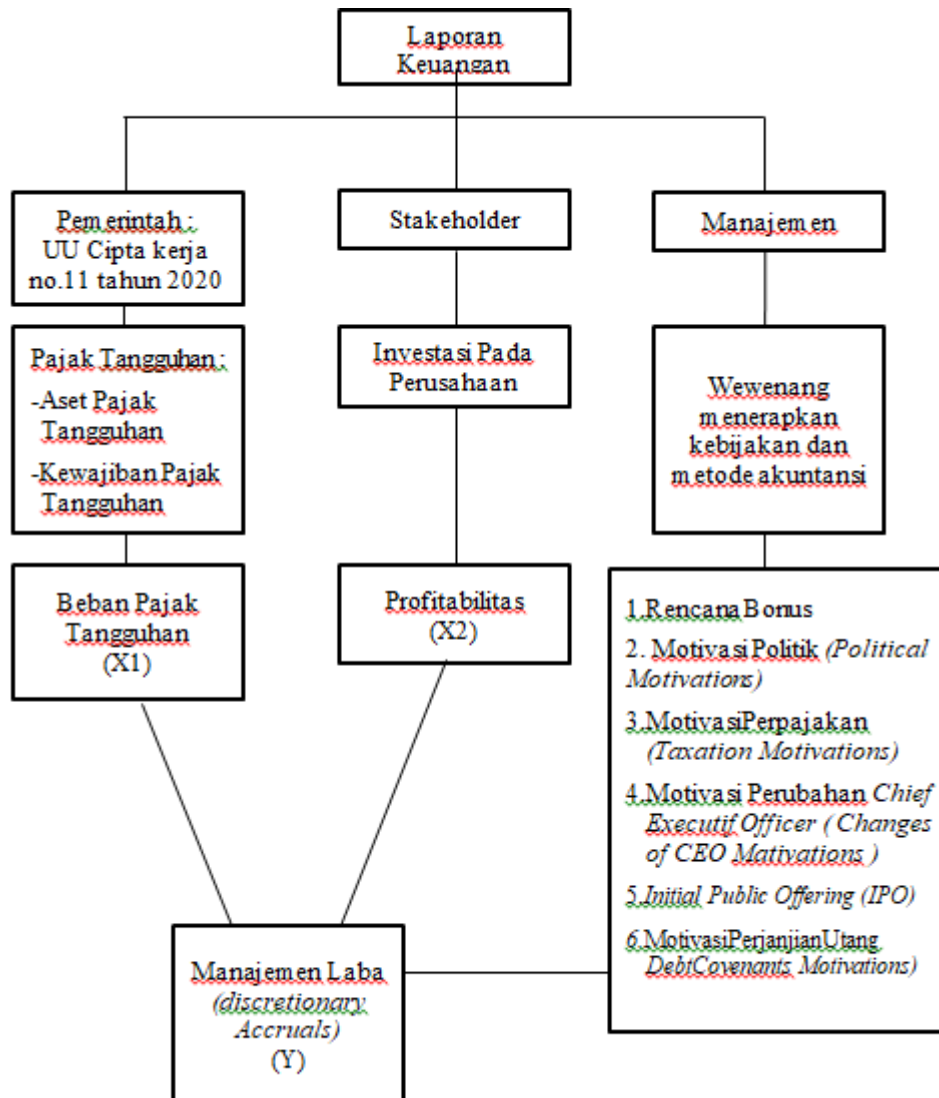 Laporan
Keuangan
Pemerintah :
UU Cipta kerja
no.11 tahun 2020
Stakeholder
Manajemen
Pajak Tangguhan :
-Aset Pajak
Tangguhan
-Kewajiban Pajak
Tangguhan
Investasi Pada
Perusahaan
Wewenang
menerapkan
kebijakan dan
metode akuntansi
Beban Pajak
Tangguhan
(X1)
Profitabilitas
(X2)
1.Rencana Bonus
2. Motivasi Politik (Political
Motivations)
3.MotivasiPerpajakan
(Taxation Motivations)
4.Motivasi Perubahan Chief
Executif Officer ( Changes
of CEO Mativations )
5.Initial Public Offering (IPO)
6.MotivasiPerjanjianUtang
DebtCovenants Motivations)
Manajemen Laba
(discretionary
Accruals)
(Y)